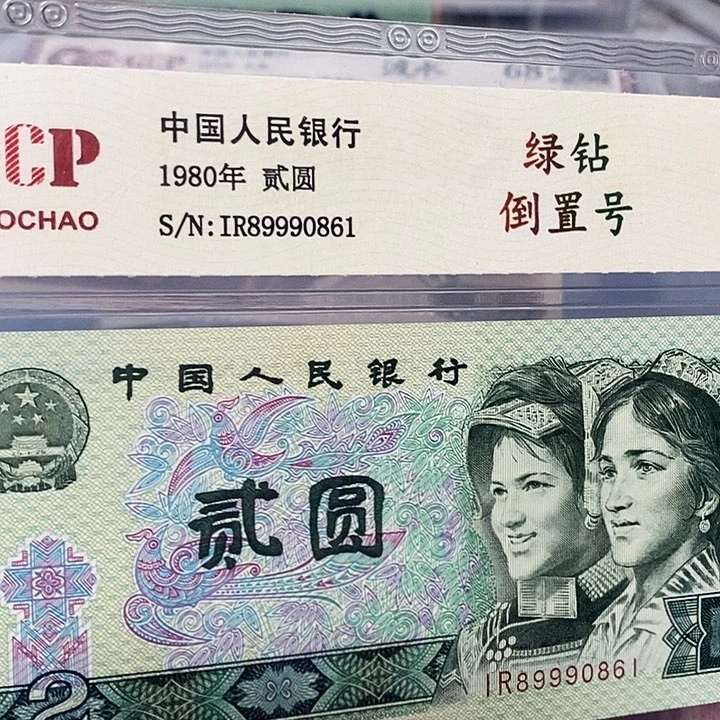 CP
OCHAO
中国人民银行
1980年 贰圆
S/N:IR89990861
绿钻
倒置号
中国人民银行
贰圆
2
IR89990861